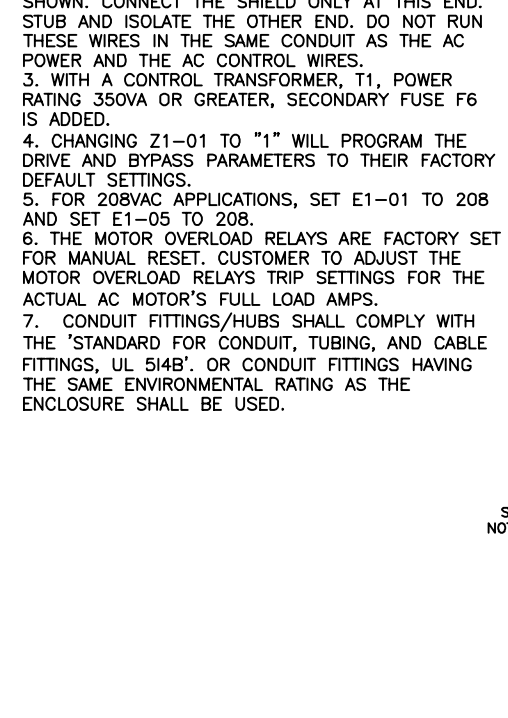 SHOWN. CONNECT THE SHIELD ONLY AT THIS END.
STUB AND ISOLATE THE OTHER END. DO NOT RUN
THESE WIRES IN THE SAME CONDUIT AS THE AC
POWER AND THE AC CONTROL WIRES.
3. WITH A CONTROL TRANSFORMER, T1, POWER
RATING 350VA OR GREATER, SECONDARY FUSE F6
IS ADDED.
4. CHANGING Z1-01 TO "1" WILL PROGRAM THE
DRIVE AND BYPASS PARAMETERS TO THEIR FACTORY
DEFAULT SETTINGS.
5. FOR 208VAC APPLICATIONS, SET E1-01 TO 208
AND SET E1-05 TO 208.
6. THE MOTOR OVERLOAD RELAYS ARE FACTORY SET
FOR MANUAL RESET. CUSTOMER TO ADJUST THE
MOTOR OVERLOAD RELAYS TRIP SETTINGS FOR THE
ACTUAL AC MOTOR'S FULL LOAD AMPS.
7. CONDUIT FITTINGS/HUBS SHALL COMPLY WITH
THE 'STANDARD FOR CONDUIT, TUBING, AND CABLE
FITTINGS, UL 514B'. OR CONDUIT FITTINGS HAVING
THE SAME ENVIRONMENTAL RATING AS THE
ENCLOSURE SHALL BE USED.